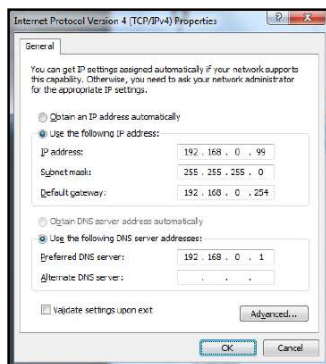 Internet Protocol Version 4 (TCP/IPv4) Properties
General
You can get IP settings assigned automatically if your network supports
this capability. Otherwise, you need to ask your network administrator
for the appropriate IP settings.
Obtain an IP address automatically
Use the following IP address:
IP address: 192 . 168 . 0 . 99
Subnet mask: 255 . 255 . 255 . 0
Default gateway: 192 . 168 . 0 . 254
Obtain DNS server address automatically
Use the following DNS server addresses:
Preferred DNS server: 192 . 168 . 0 . 1
Alternate DNS server: . . .
Validate settings upon exit
Advanced...
OK Cancel